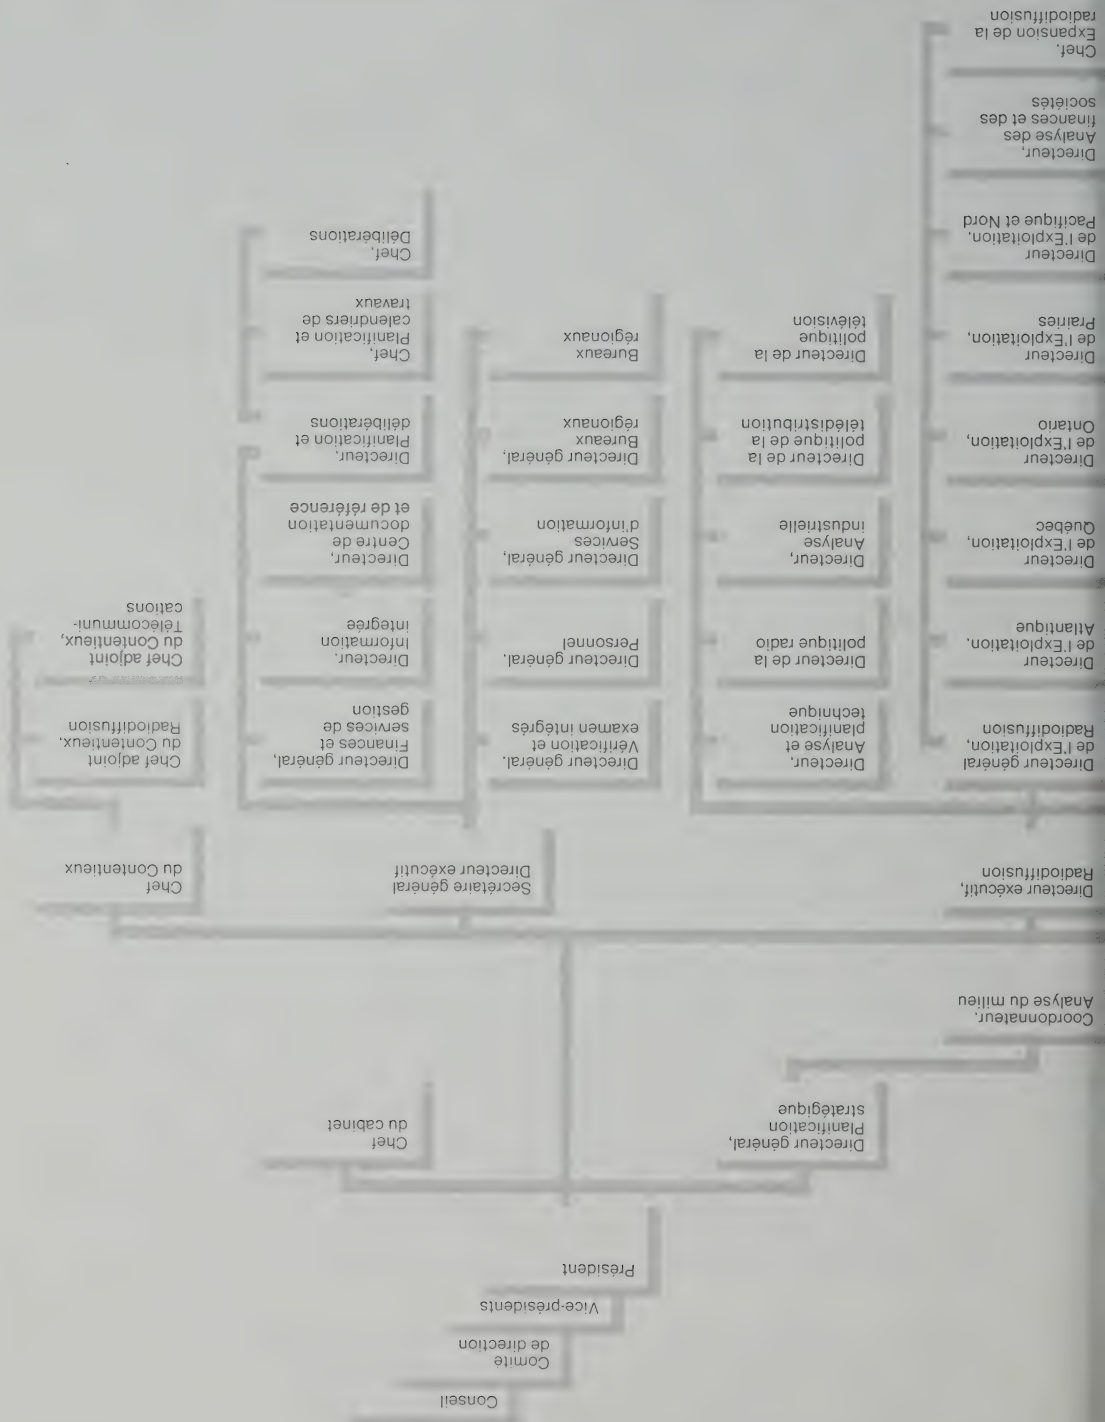 Conseil
Comité
de direction
Vice-présidents
Président
Directeur général,
Planification
stratégique
Chef
du cabinet
Coordonnateur.
Analyse du milieu
Directeur exécutif,
Radiodiffusion
Secrétaire général
Directeur exécutif
Chef
du Contentieux
Directeur général
de l'Exploitation,
Radiodiffusion
Directeur
de l'Exploitation.
Atlantique
Directeur
de l'Exploitation,
Québec
Directeur
de l'Exploitation,
Ontario
Directeur
de l'Exploitation,
Prairies
Directeur
de l'Exploitation.
Pacifique et Nord
Directeur,
Analyse des
finances et des
sociétés
Chef.
Expansion de la
radiodiffusion
Directeur.
Analyse et
planification
technique
Directeur de la
politique radio
Directeur,
Analyse
industrielle
Directeur de la
politique de la
télédistribution
Directeur de la
politique
télévision
Directeur général.
Vérification et
examen intégrés
Directeur général.
Personnel
Directeur général,
Services
d'information
Directeur général,
Bureaux
régionaux
Bureaux
régionaux
Directeur général,
Finances et
services de
gestion
Directeur.
Information
intégrée
Directeur,
Centre de
documentation
et de référence
Directeur.
Planification et
délibérations
Chef,
Planification et
calendriers de
travaux
Chef,
Délibérations
Chef adjoint
du Contentieux.
Radiodiffusion
Chef adjoint
du Contentieux,
Télécommuni-
cations